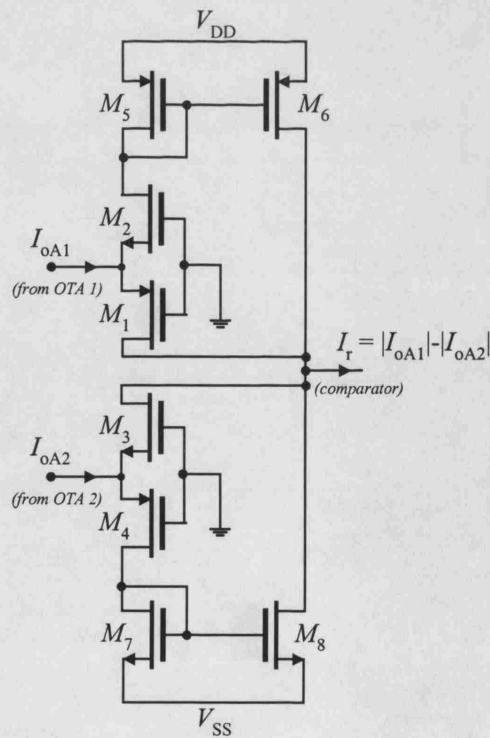 V_DD
M_5
M_6
M_2
I_oA1
(from OTA 1)
M_1
I_r = |I_oA1|-|I_oA2|
(comparator)
M_3
I_oA2
(from OTA 2)
M_4
M_7
M_8
V_SS